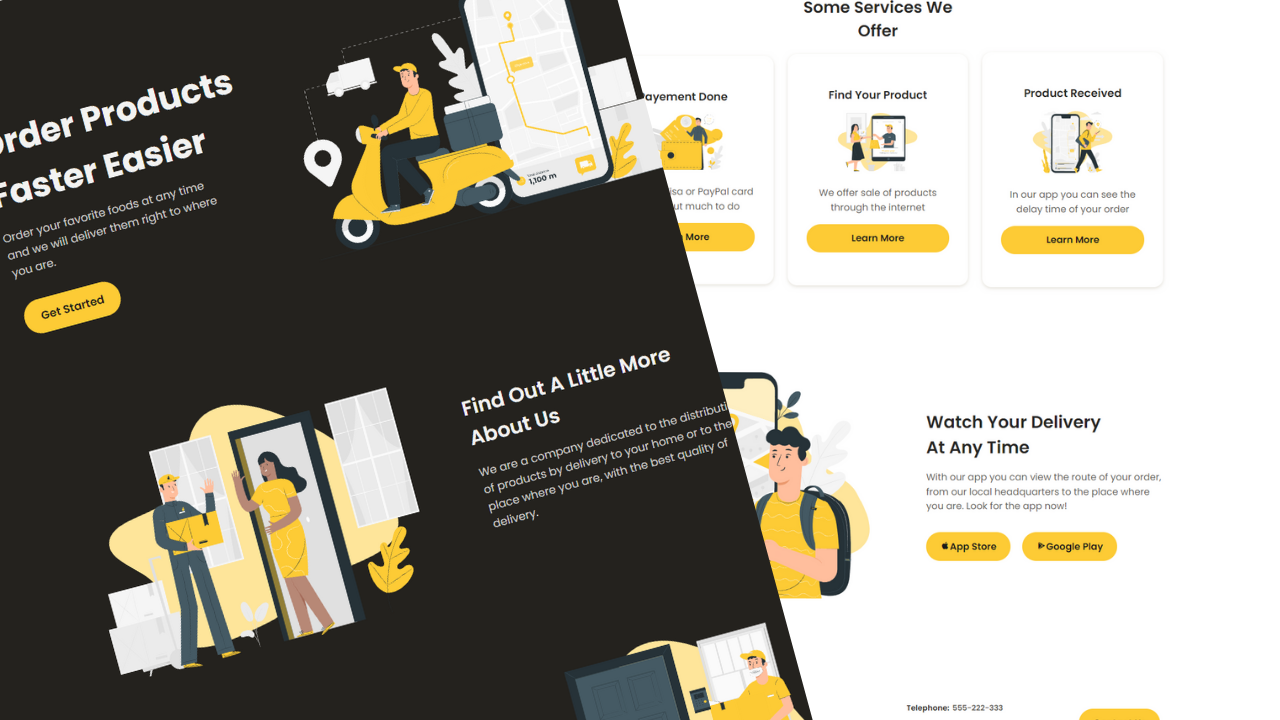 Order Products
Faster Easier
Order your favorite foods at any time
and we will deliver them right to where
you are.
Get Started
1,100 m
Find Out A Little More
About Us
We are a company dedicated to the distributi
of products by delivery to your home or to the
place where you are, with the best quality of
delivery.
Some Services We
Offer
Payement Done
isa or PayPal card
ut much to do
More
Find Your Product
We offer sale of products
through the internet
Learn More
Product Received
In our app you can see the
delay time of your order
Learn More
Watch Your Delivery
At Any Time
With our app you can view the route of your order,
from our local headquarters to the place where
you are. Look for the app now!
App Store
Google Play
Telephone: 555-222-333